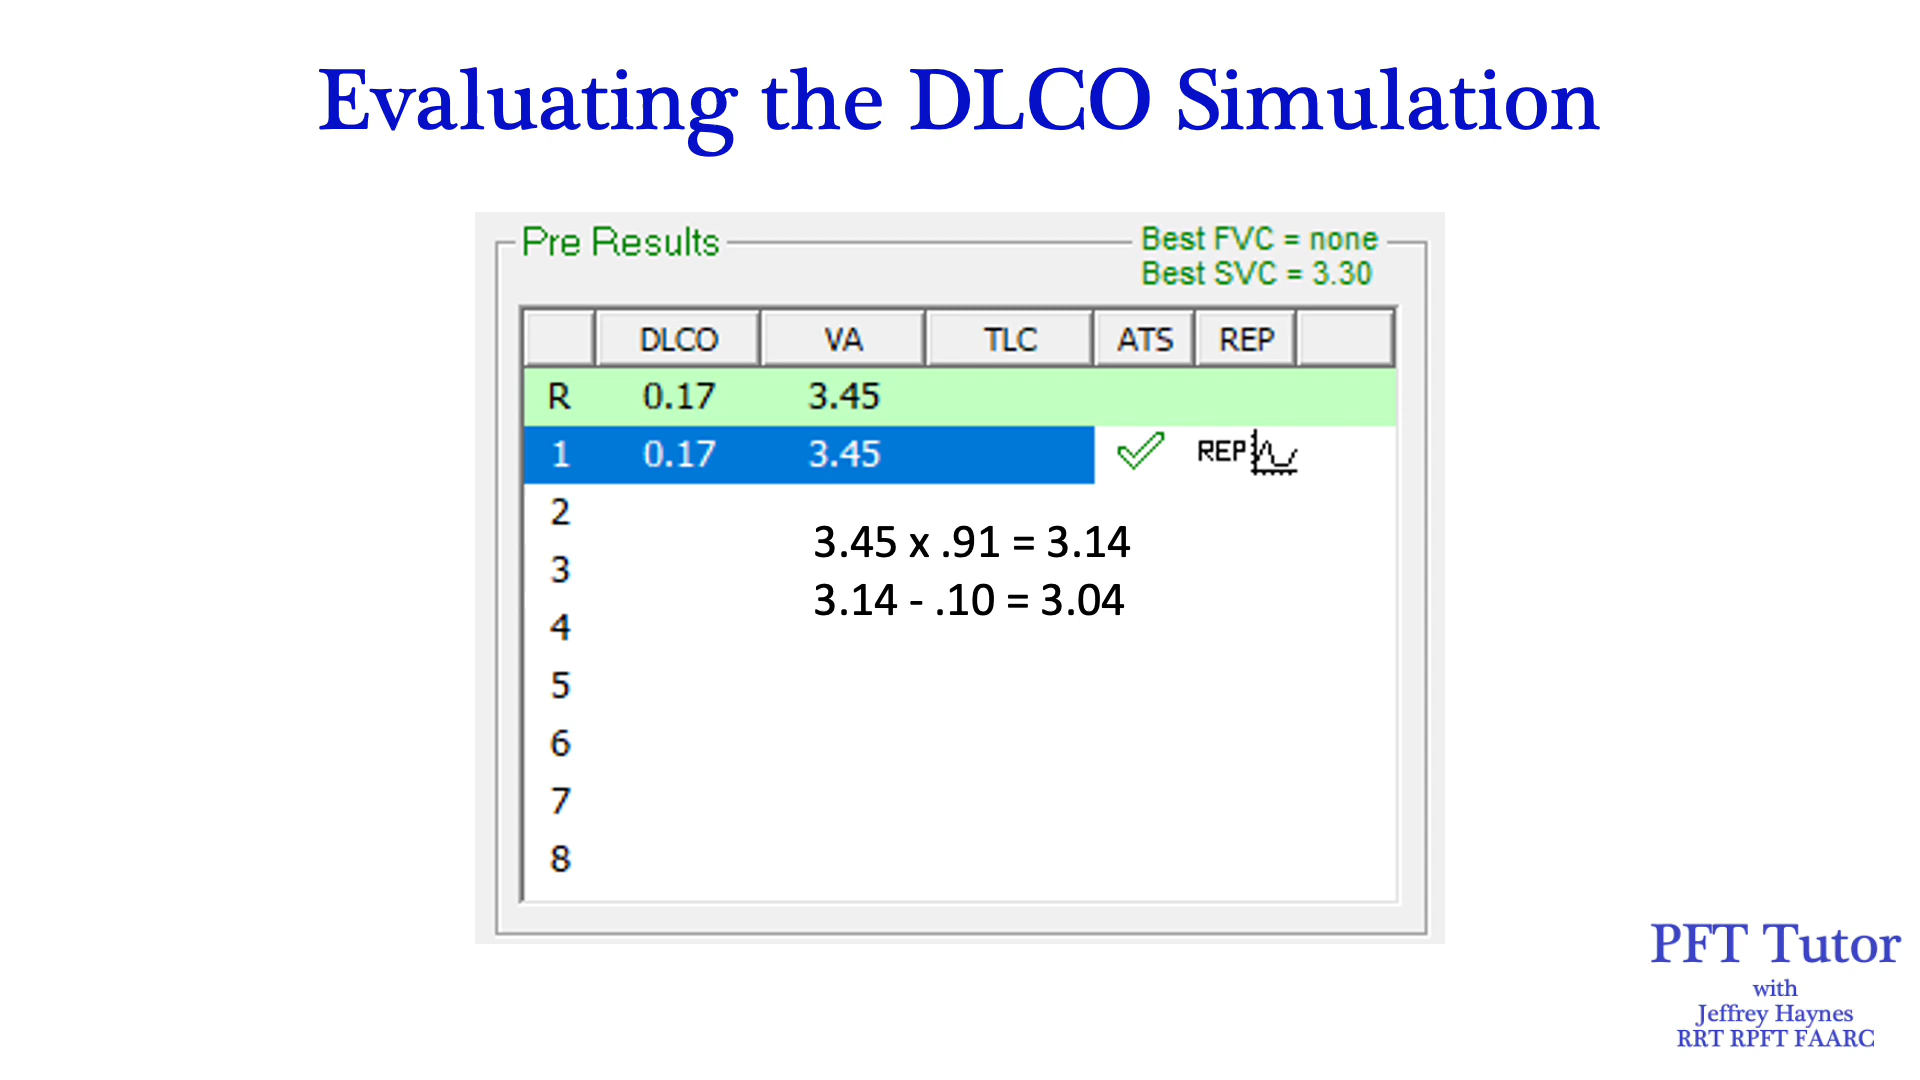 Evaluating the DLCO Simulation
Pre Results
Best FVC = none
Best SVC = 3.30
DLCO VA TLC ATS REP
R 0.17 3.45
1 0.17 3.45 REP
2
3.45 x .91 = 3.14
3
3.14 - .10 = 3.04
4
5
6
7
8
PFT Tutor
with
Jeffrey Haynes
RRT RPFT FAARC